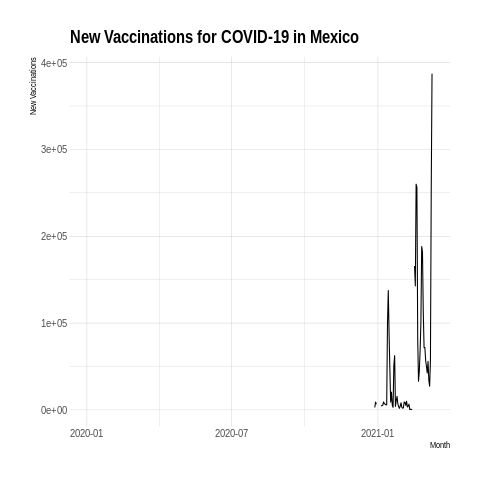 New Vaccinations for COVID-19 in Mexico
New Vaccinations
4e+05
3e+05
2e+05
1e+05
0e+00
2020-01 2020-07 2021-01
Month